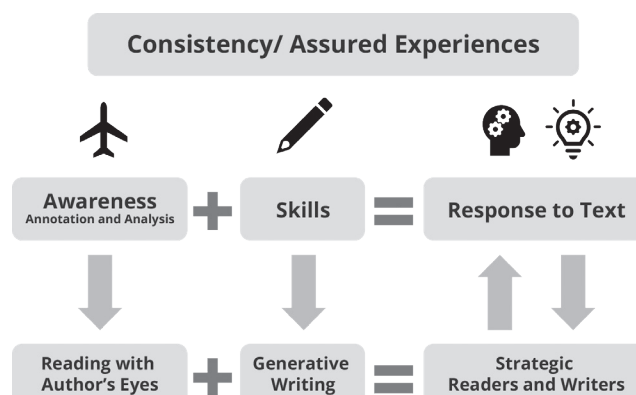 Consistency/ Assured Experiences
Awareness
Annotation and Analysis
+
Skills
=
Response to Text
Reading with
Author's Eyes
+
Generative
Writing
=
Strategic
Readers and Writers